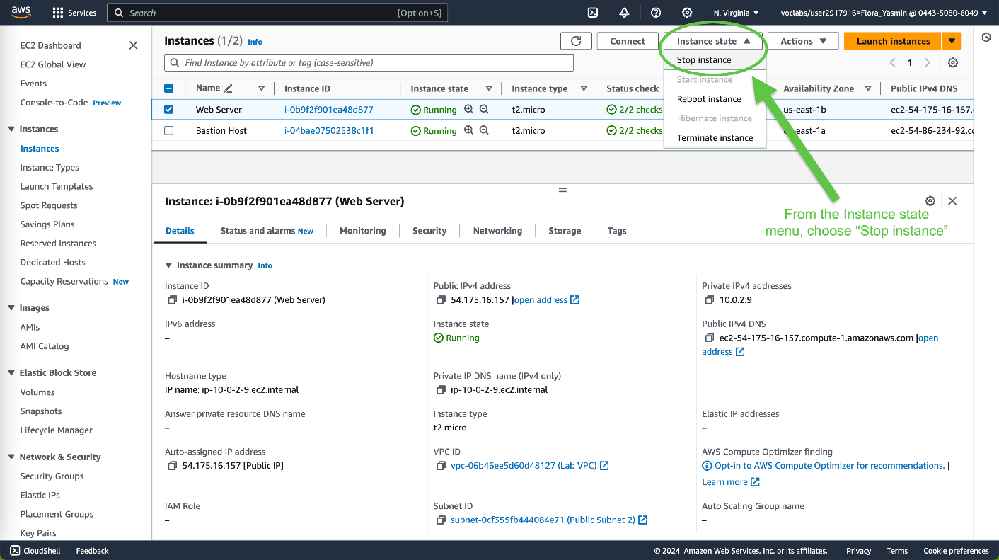 aws
Services
Search
[Option+S]
N. Virginia
voclabs/user2917916=Flora_Yasmin @ 0443-5080-8049
EC2 Dashboard
EC2 Global View
Events
Console-to-Code Preview
Instances
Instances
Instance Types
Launch Templates
Spot Requests
Savings Plans
Reserved Instances
Dedicated Hosts
Capacity Reservations New
Images
AMIs
AMI Catalog
Elastic Block Store
Volumes
Snapshots
Lifecycle Manager
Network & Security
Security Groups
Elastic IPs
Placement Groups
Key Pairs
Instances (1/2) Info
Connect
Instance state
Actions
Launch instances
Find Instance by attribute or tag (case-sensitive)
1
Stop instance
Start instance
Reboot instance
Hibernate instance
Terminate instance
Name Instance ID Instance state Instance type Status check Availability Zone Public IPv4 DNS
Web Server i-0b9f2f901ea48d877 Running t2.micro 2/2 checks us-east-1b ec2-54-175-16-157.
Bastion Host i-04bae07502538c1f1 Running t2.micro 2/2 checks -east-1a ec2-54-86-234-92.co
From the Instance state
menu, choose “Stop instance”
Instance: i-0b9f2f901ea48d877 (Web Server)
Details Status and alarms New Monitoring Security Networking Storage Tags
Instance summary Info
Instance ID
i-0b9f2f901ea48d877 (Web Server)
Public IPv4 address
54.175.16.157 |open address
Private IPv4 addresses
10.0.2.9
IPv6 address
–
Instance state
Running
Public IPv4 DNS
ec2-54-175-16-157.compute-1.amazonaws.com |open
address
Hostname type
IP name: ip-10-0-2-9.ec2.internal
Private IP DNS name (IPv4 only)
ip-10-0-2-9.ec2.internal
Answer private resource DNS name
–
Instance type
t2.micro
Elastic IP addresses
–
Auto-assigned IP address
54.175.16.157 [Public IP]
VPC ID
vpc-06b46ee5d60d48127 (Lab VPC)
AWS Compute Optimizer finding
Opt-in to AWS Compute Optimizer for recommendations. |
Learn more
IAM Role
–
Subnet ID
subnet-0cf355fb444084e71 (Public Subnet 2)
Auto Scaling Group name
–
CloudShell Feedback
© 2024, Amazon Web Services, Inc. or its affiliates. Privacy Terms Cookie preferences